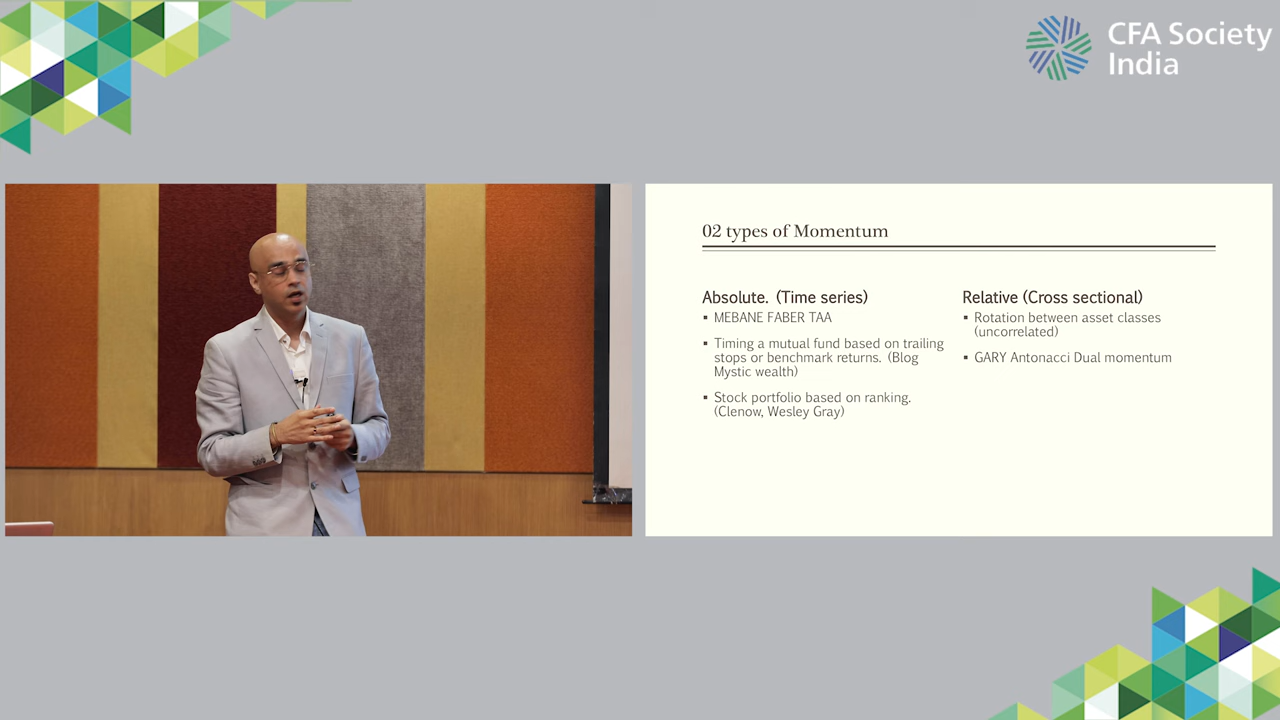 CFA Society
India
02 types of Momentum
Absolute. (Time series)
▪ MEBANE FABER TAA
▪ Timing a mutual fund based on trailing
stops or benchmark returns. (Blog
Mystic wealth)
▪ Stock portfolio based on ranking.
(Clenow, Wesley Gray)
Relative (Cross sectional)
▪ Rotation between asset classes
(uncorrelated)
▪ GARY Antonacci Dual momentum